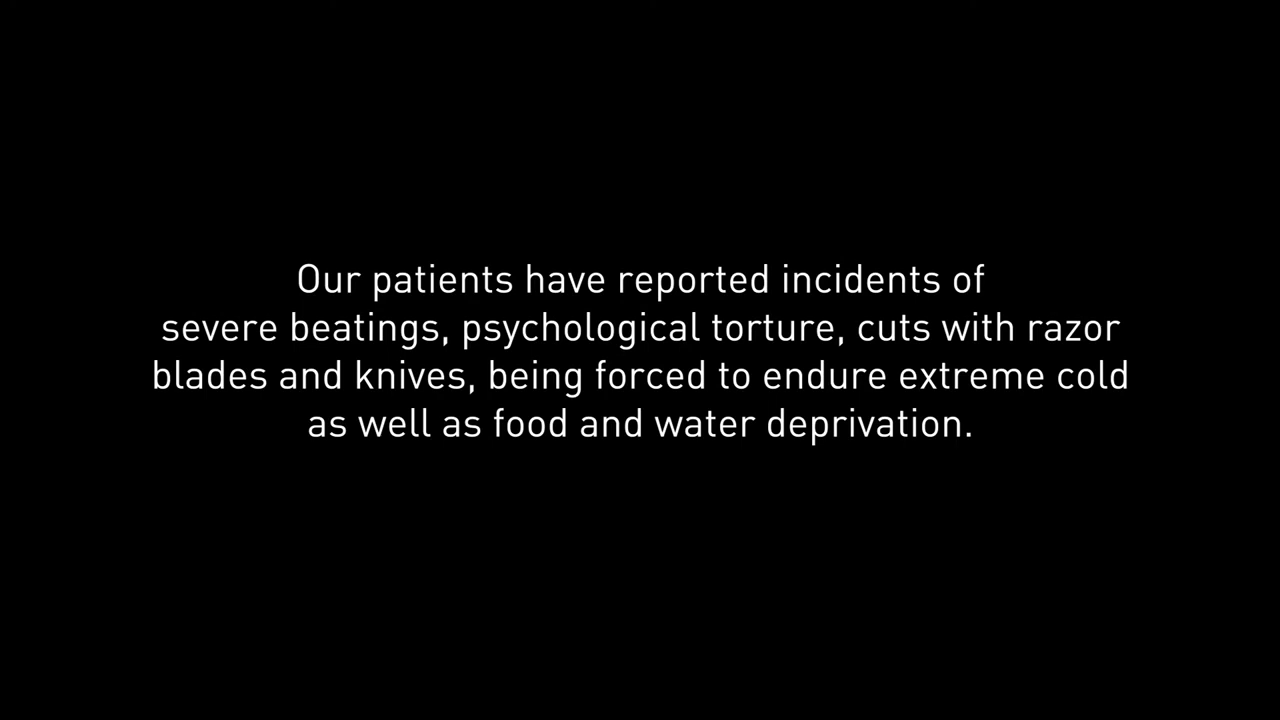 Our patients have reported incidents of
severe beatings, psychological torture, cuts with razor
blades and knives, being forced to endure extreme cold
as well as food and water deprivation.